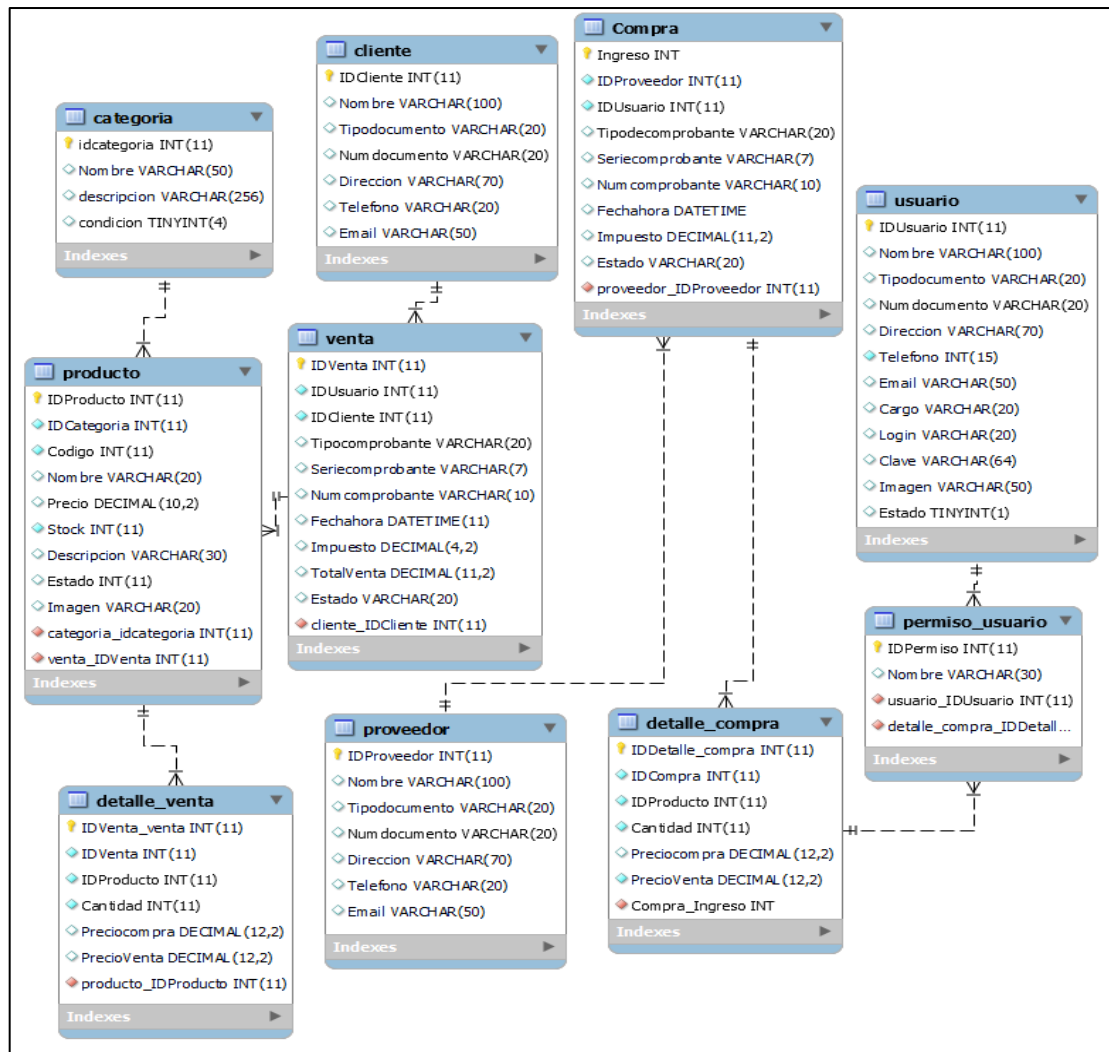 categoria
idcategoria INT(11)
Nombre VARCHAR(50)
descripcion VARCHAR(256)
condicion TINYINT(4)
Indexes
cliente
IDCliente INT(11)
Nombre VARCHAR(100)
Tipodocumento VARCHAR(20)
Numdocumento VARCHAR(20)
Direccion VARCHAR(70)
Telefono VARCHAR(20)
Email VARCHAR(50)
Indexes
Compra
Ingreso INT
IDProveedor INT(11)
IDUsuario INT(11)
Tipodecomprobante VARCHAR(20)
Seriecomprobante VARCHAR(7)
Numcomprobante VARCHAR(10)
Fechahora DATETIME
Impuesto DECIMAL(11,2)
Estado VARCHAR(20)
proveedor_IDProveedor INT(11)
Indexes
usuario
IDUsuario INT(11)
Nombre VARCHAR(100)
Tipodocumento VARCHAR(20)
Numdocumento VARCHAR(20)
Direccion VARCHAR(70)
Telefono INT(15)
Email VARCHAR(50)
Cargo VARCHAR(20)
Login VARCHAR(20)
Clave VARCHAR(64)
Imagen VARCHAR(50)
Estado TINYINT(1)
Indexes
producto
IDProducto INT(11)
IDCategoria INT(11)
Codigo INT(11)
Nombre VARCHAR(20)
Precio DECIMAL(10,2)
Stock INT(11)
Descripcion VARCHAR(30)
Estado INT(11)
Imagen VARCHAR(20)
categoria_idcategoria INT(11)
venta_IDVenta INT(11)
Indexes
venta
IDVenta INT(11)
IDUsuario INT(11)
IDCliente INT(11)
Tipocomprobante VARCHAR(20)
Seriecomprobante VARCHAR(7)
Numcomprobante VARCHAR(10)
Fechahora DATETIME(11)
Impuesto DECIMAL(4,2)
TotalVenta DECIMAL(11,2)
Estado VARCHAR(20)
cliente_IDCliente INT(11)
Indexes
permiso_usuario
IDPermiso INT(11)
Nombre VARCHAR(30)
usuario_IDUsuario INT(11)
detalle_compra_IDDetall...
Indexes
detalle_venta
IDVenta_venta INT(11)
IDVenta INT(11)
IDProducto INT(11)
Cantidad INT(11)
Preciocompra DECIMAL(12,2)
PrecioVenta DECIMAL(12,2)
producto_IDProducto INT(11)
Indexes
proveedor
IDProveedor INT(11)
Nombre VARCHAR(100)
Tipodocumento VARCHAR(20)
Numdocumento VARCHAR(20)
Direccion VARCHAR(70)
Telefono VARCHAR(20)
Email VARCHAR(50)
Indexes
detalle_compra
IDDetalle_compra INT(11)
IDCompra INT(11)
IDProducto INT(11)
Cantidad INT(11)
Preciocompra DECIMAL(12,2)
PrecioVenta DECIMAL(12,2)
Compra_Ingreso INT
Indexes